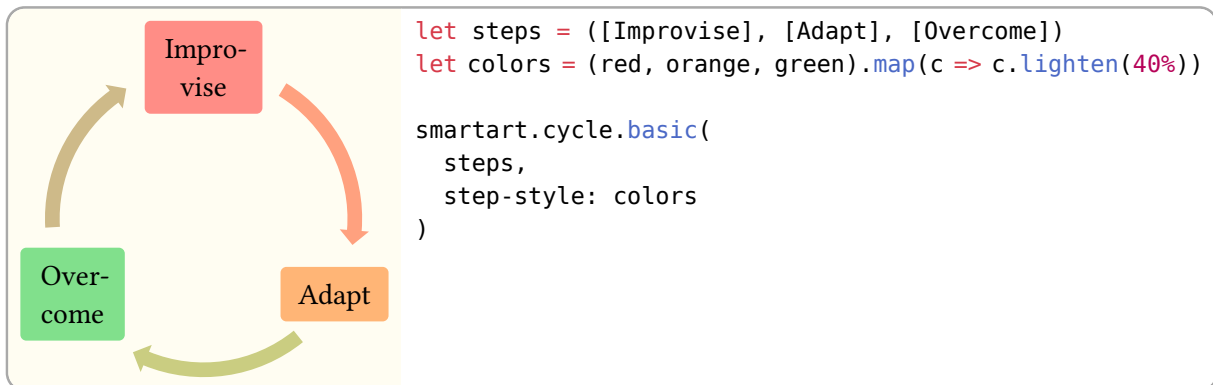 Impro-
vise
Adapt
Over-
come
let steps = ([Improvise], [Adapt], [Overcome])
let colors = (red, orange, green).map(c => c.lighten(40%))
smartart.cycle.basic(
  steps,
  step-style: colors
)